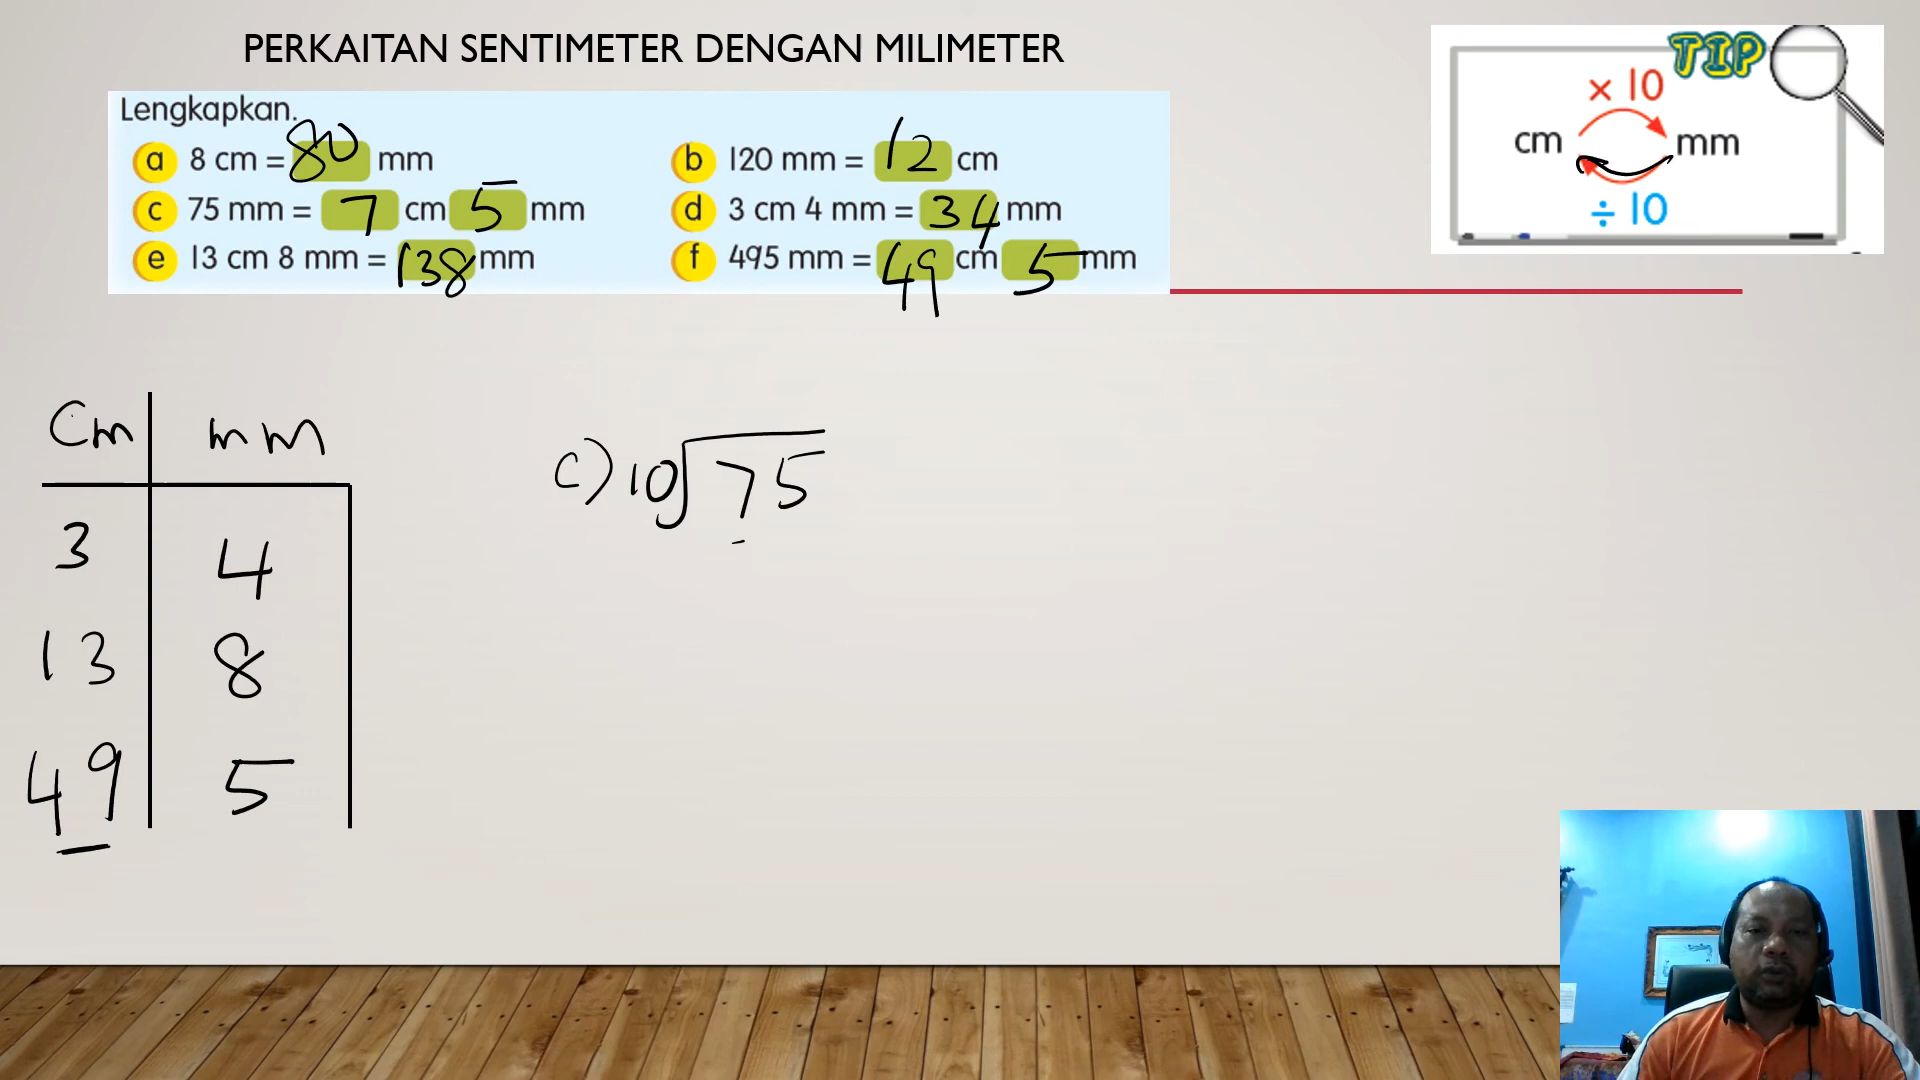 PERKAITAN SENTIMETER DENGAN MILIMETER
Lengkapkan.
a 8 cm = 80 mm
b 120 mm = 12 cm
c 75 mm = 7 cm 5 mm
d 3 cm 4 mm = 34 mm
e 13 cm 8 mm = 138 mm
f 495 mm = 49 cm 5 mm
TIP
× 10
cm mm
÷ 10
Cm mm
3 4
13 8
49 5
c) 10 75